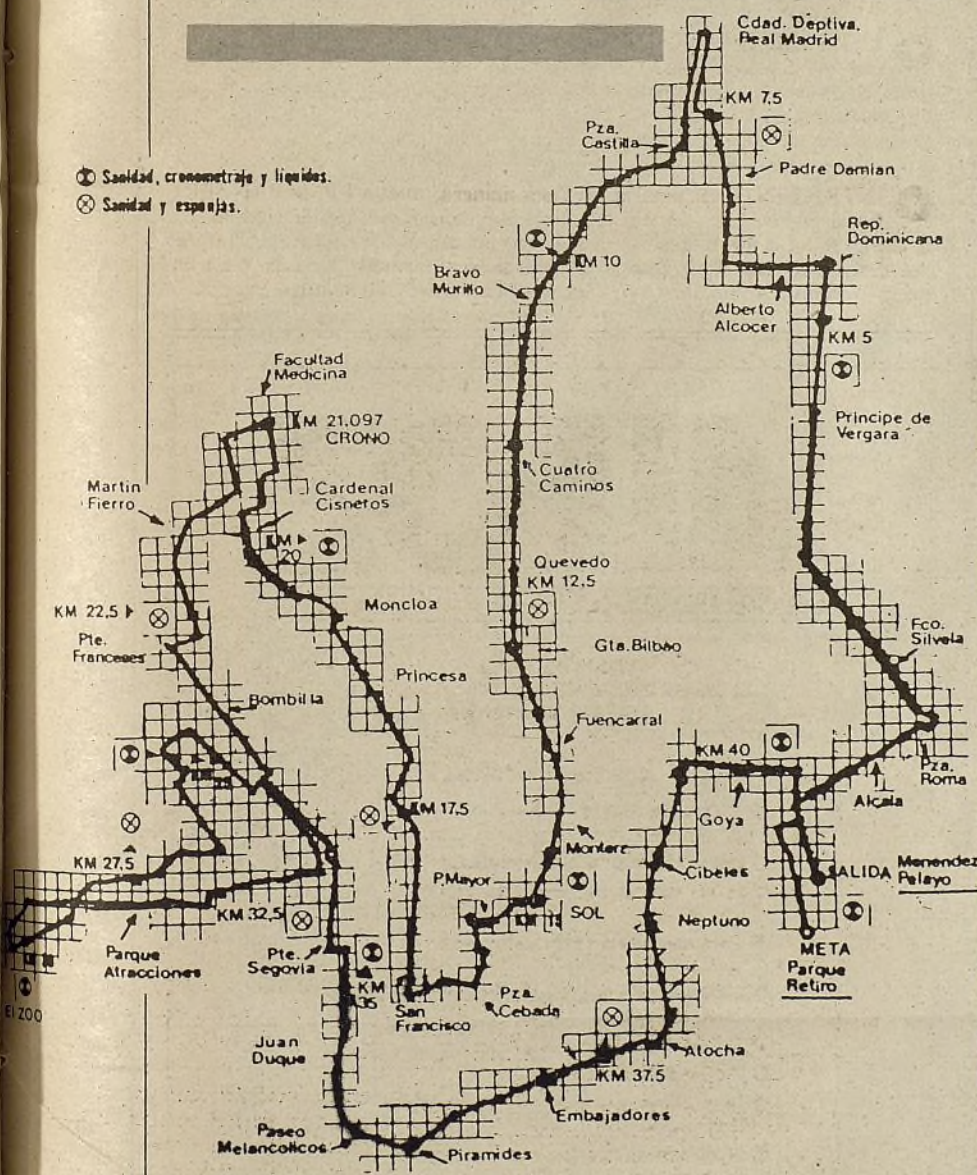 Cdad. Deptiva.
Real Madrid
KM 7,5
Pza.
Castilla
Sanidad, cronometraje y líquidos.
Sanidad y esponjas.
Padre Damian
Rep.
Dominicana
KM 10
Bravo
Murillo
Alberto
Alcocer
KM 5
Facultad
Medicina
KM 21.097
CRONO
Principe de
Vergara
Cuatro
Caminos
Martin
Fierro
Cardenal
Cisneros
KM
20
Quevedo
KM 12,5
Moncloa
KM 22,5
Pte.
Franceses
Gta. Bilbao
Fco.
Silvela
Princesa
Bombilla
Fuencarral
KM 40
Pza.
Roma
Alcala
Goya
KM 17,5
Montera
Cibeles
SALIDA
Menendez
Pelayo
KM 27,5
P.Mayor
SOL
KM 32,5
Neptuno
META
Parque
Retiro
Parque
Atracciones
Pte.
Segovia
KM
35
San
Francisco
Pza.
Cebada
El ZOO
Juan
Duque
Atocha
KM 37.5
Embajadores
Paseo
Melancolicos
Piramides